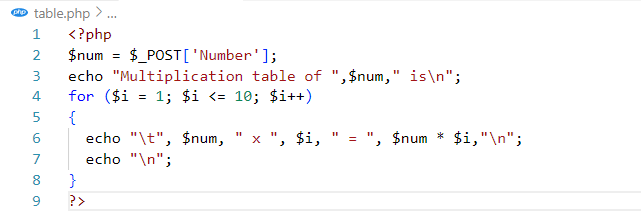 php table.php > ...
1 <?php
2 $num = $_POST['Number'];
3 echo "Multiplication table of ",$num," is\n";
4 for ($i = 1; $i <= 10; $i++)
5 {
6   echo "\t", $num, " x ", $i, " = ", $num * $i,"\n";
7   echo "\n";
8 }
9 ?>